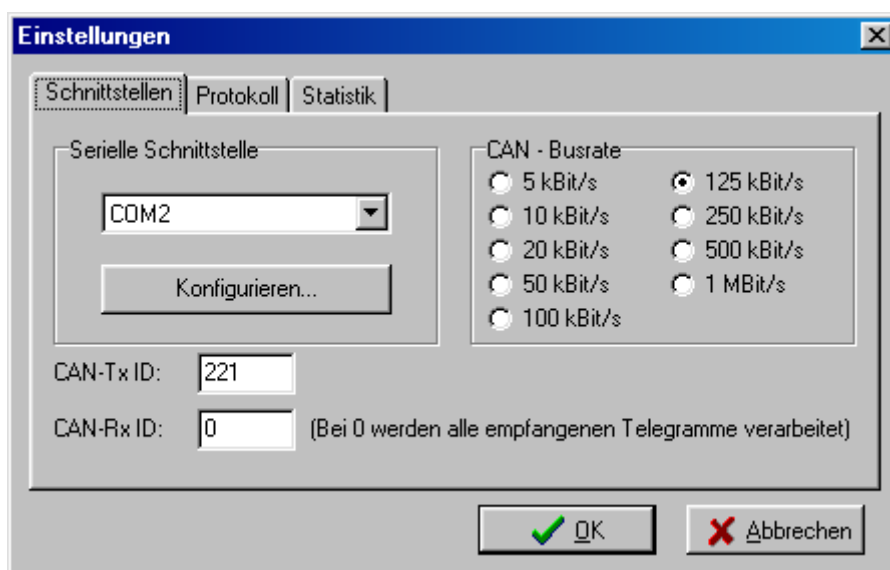 Einstellungen
Schnittstellen Protokoll Statistik
Serielle Schnittstelle
COM2
Konfigurieren...
CAN - Busrate
5 kBit/s
10 kBit/s
20 kBit/s
50 kBit/s
100 kBit/s
125 kBit/s
250 kBit/s
500 kBit/s
1 MBit/s
CAN-Tx ID: 221
CAN-Rx ID: 0 (Bei 0 werden alle empfangenen Telegramme verarbeitet)
OK
Abbrechen